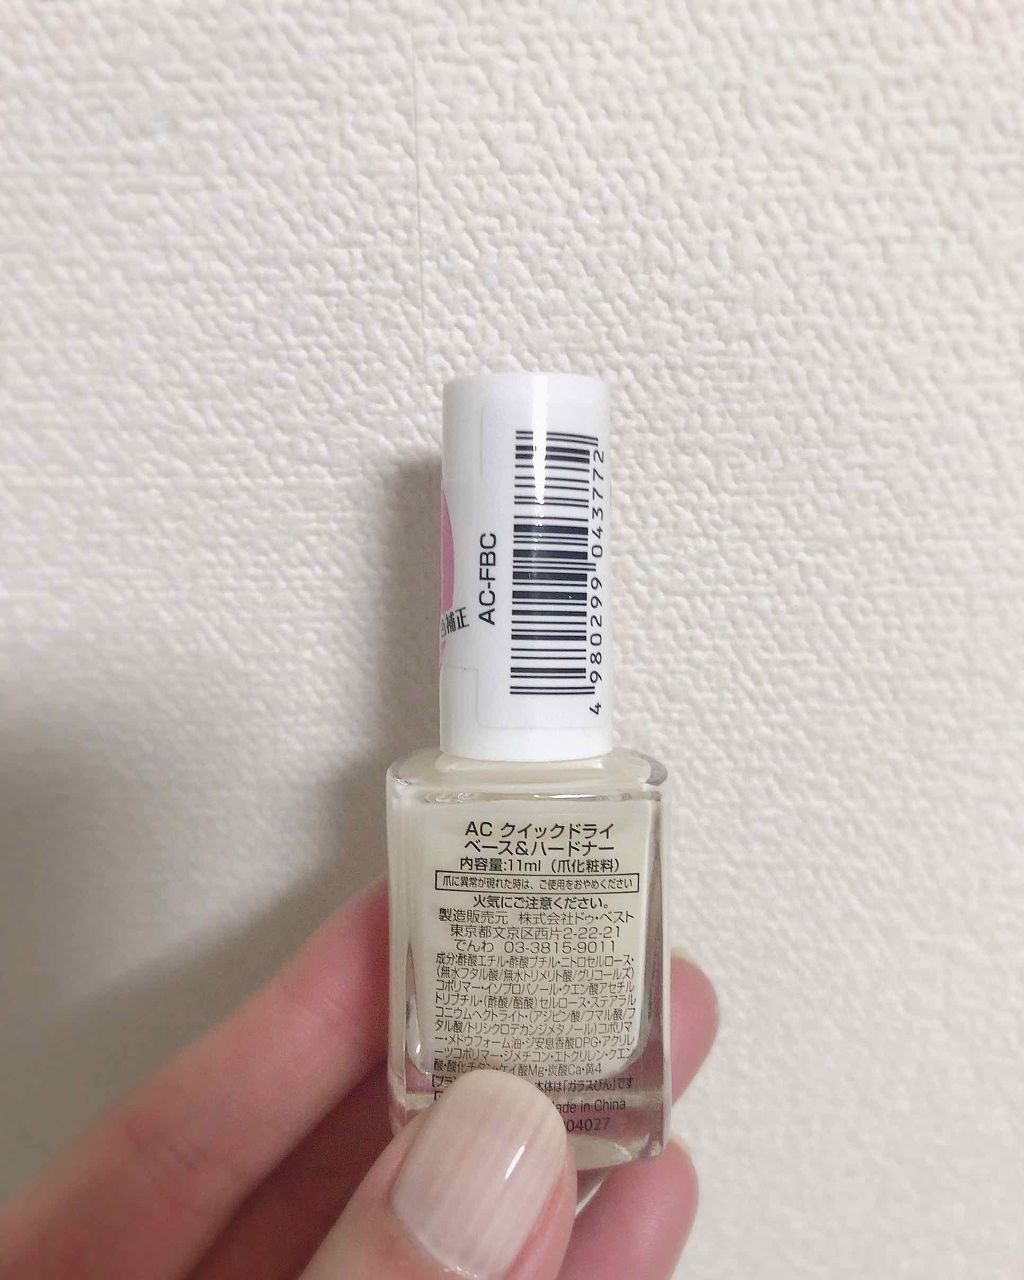 補正
AC-FBC
4 980299 043772
AC クイックドライ
ベース&ハードナー
内容量:11ml (爪化粧料)
爪に異常が現れた時は、ご使用をおやめください
火気にご注意ください。
製造販売元 株式会社ドゥ・ベスト
東京都文京区西片2-22-21
でんわ 03-3815-9011
成分:酢酸エチル・酢酸ブチル・ニトロセルロース・
(無水フタル酸/無水トリメリト酸/グリコールズ)
コポリマー・イソプロパノール・クエン酸アセチル
トリブチル・(酢酸/酪酸)セルロース・ステアラル
コニウムヘクトライト・(アジピン酸/フマル酸/フ
タル酸/トリシクロデカンジメタノール)コポリマ
ー・メドウフォーム油・ジ安息香酸DPG・アクリレ
ーツコポリマー・ジメチコン・エトクリレン・クエン
酸・酸化チタン・ケイ酸Mg・炭酸Ca・黄4
本体は「ガラスびん」です
Made in China
04027